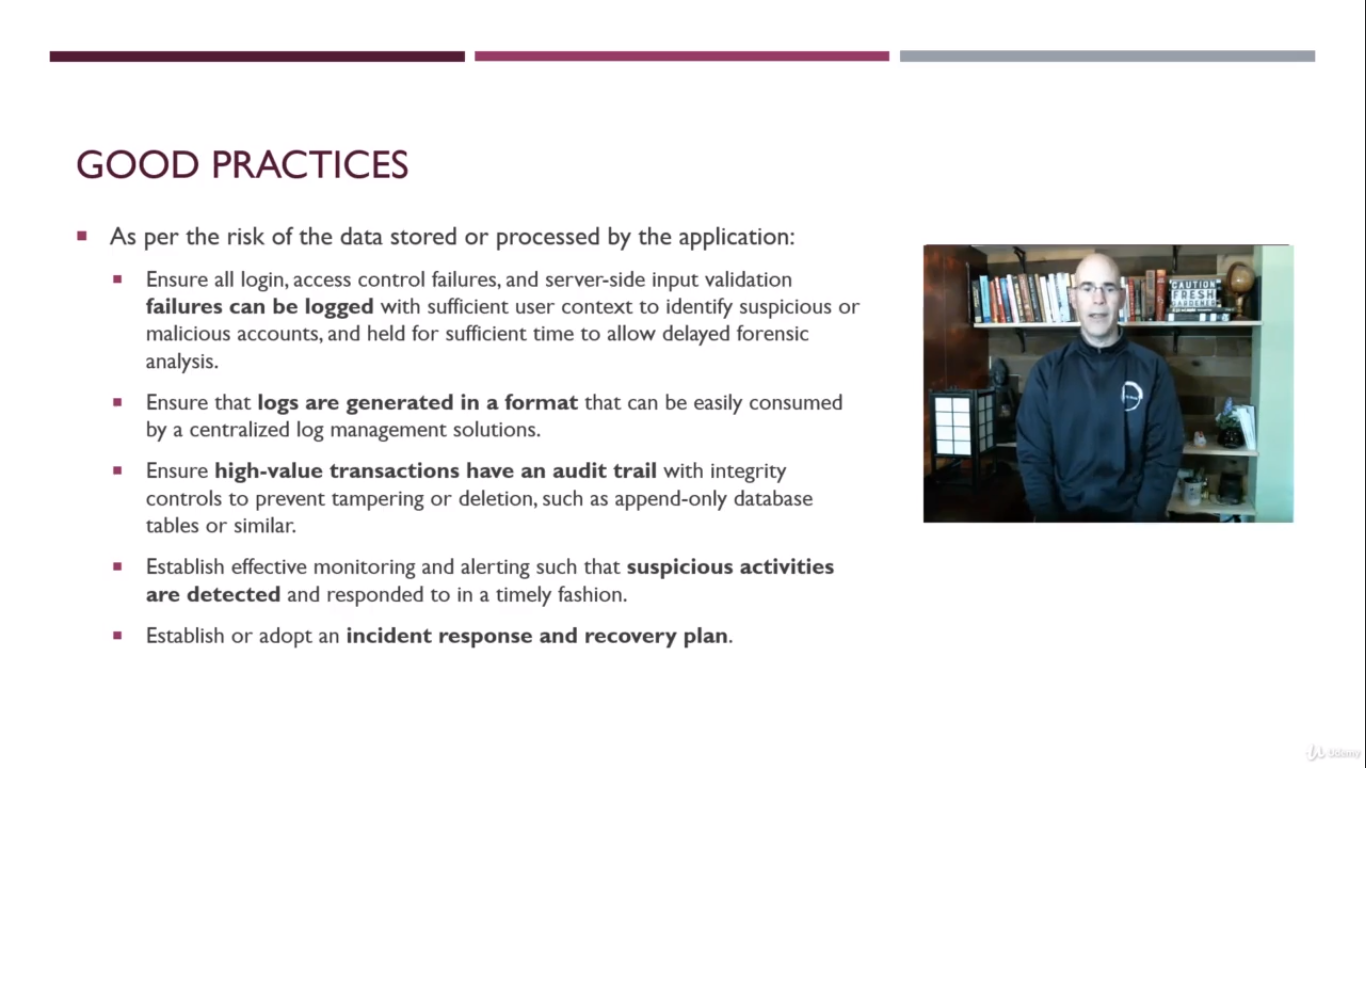 GOOD PRACTICES
As per the risk of the data stored or processed by the application:
Ensure all login, access control failures, and server-side input validation
failures can be logged with sufficient user context to identify suspicious or
malicious accounts, and held for sufficient time to allow delayed forensic
analysis.
Ensure that logs are generated in a format that can be easily consumed
by a centralized log management solutions.
Ensure high-value transactions have an audit trail with integrity
controls to prevent tampering or deletion, such as append-only database
tables or similar.
Establish effective monitoring and alerting such that suspicious activities
are detected and responded to in a timely fashion.
Establish or adopt an incident response and recovery plan.
CAUTION
FRESH
GARDENER
Udemy